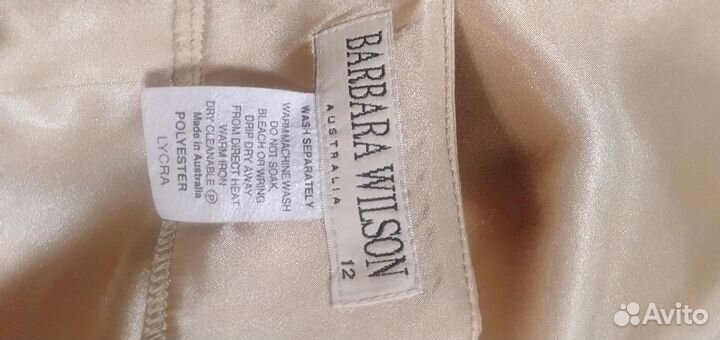 BARBARA WILSON
AUSTRALIA
12
WASH SEPARATELY
WARM MACHINE WASH
DO NOT SOAK,
BLEACH OR WRING
DRIP DRY AWAY
FROM DIRECT HEAT
WARM IRON
DRY CLEANABLE Ⓟ
Made in Australia
POLYESTER
LYCRA
Avito